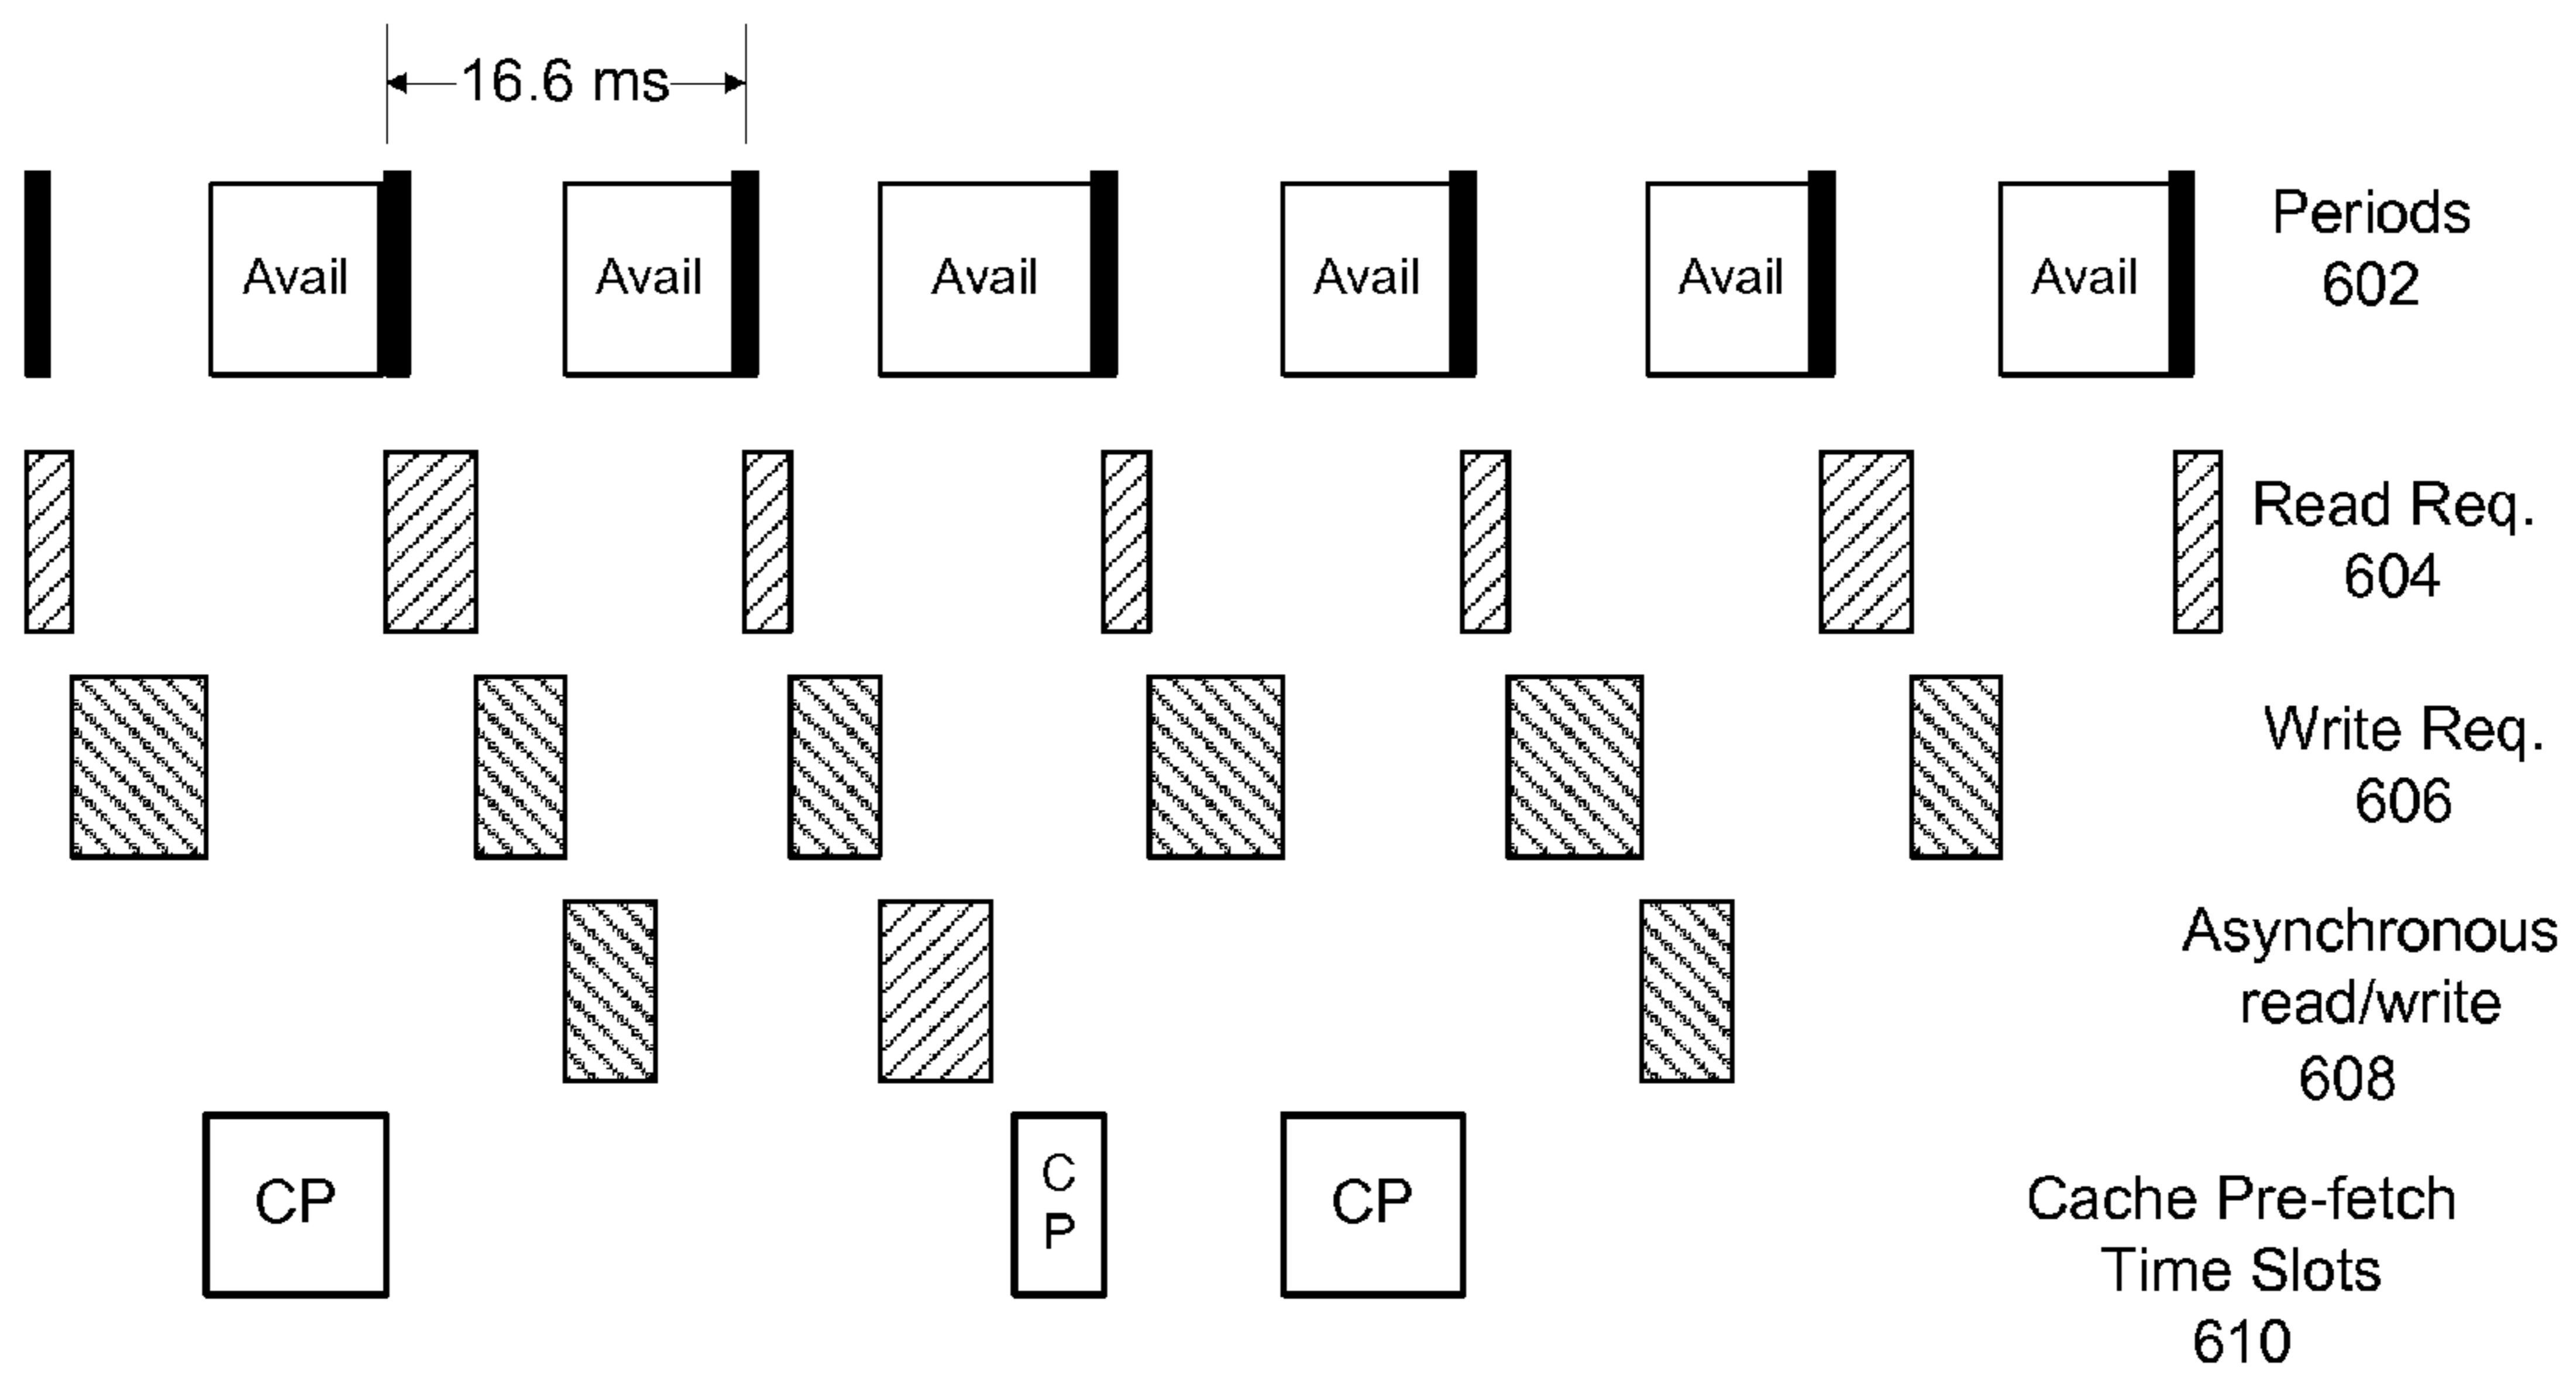 16.6 ms
Avail Avail Avail Avail Avail Avail
Periods
602
Read Req.
604
Write Req.
606
Asynchronous
read/write
608
CP
C
P
CP
Cache Pre-fetch
Time Slots
610